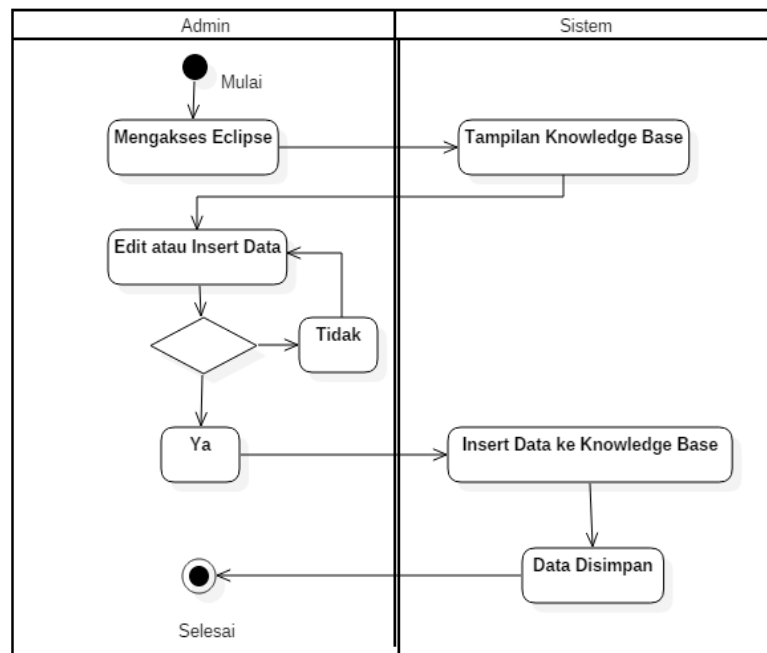 Admin
Sistem
Mulai
Mengakses Eclipse
Tampilan Knowledge Base
Edit atau Insert Data
Tidak
Ya
Insert Data ke Knowledge Base
Data Disimpan
Selesai